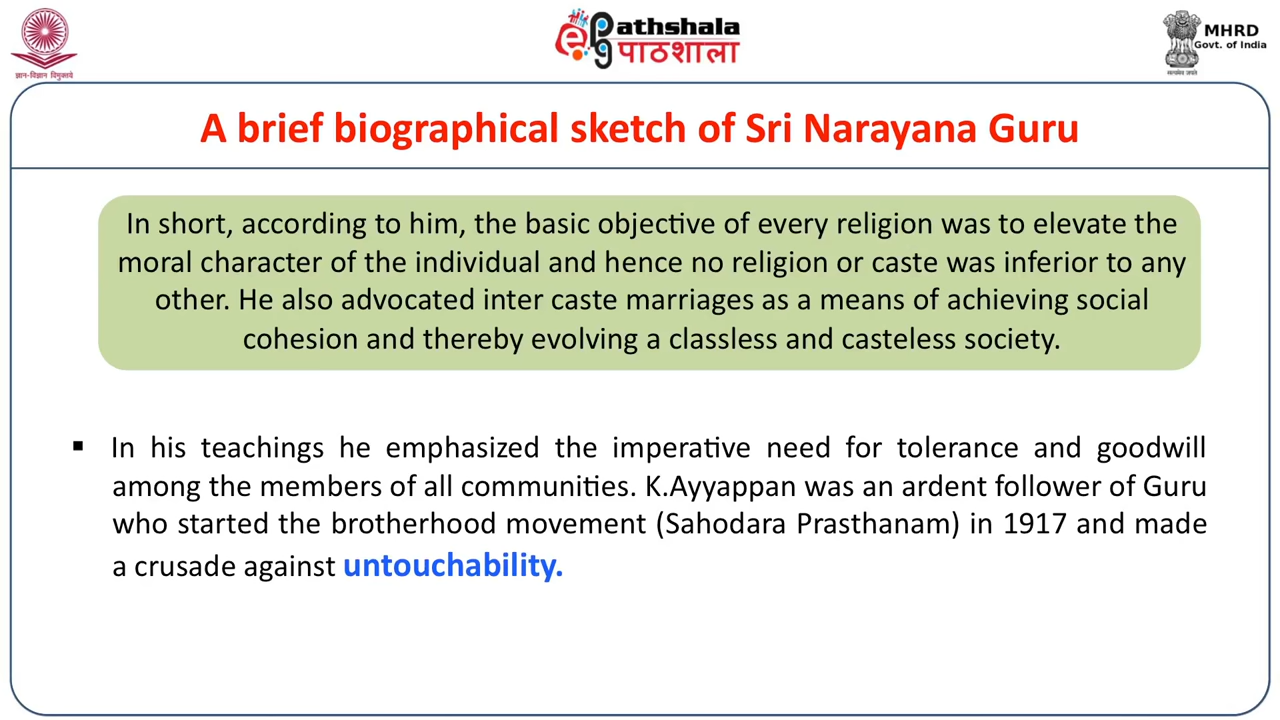 ज्ञान-विज्ञान विमुक्तये
ePG Pathshala
पाठशाला
MHRD
Govt. of India
सत्यमेव जयते
A brief biographical sketch of Sri Narayana Guru
In short, according to him, the basic objective of every religion was to elevate the
moral character of the individual and hence no religion or caste was inferior to any
other. He also advocated inter caste marriages as a means of achieving social
cohesion and thereby evolving a classless and casteless society.
▪ In his teachings he emphasized the imperative need for tolerance and goodwill
among the members of all communities. K.Ayyappan was an ardent follower of Guru
who started the brotherhood movement (Sahodara Prasthanam) in 1917 and made
a crusade against untouchability.